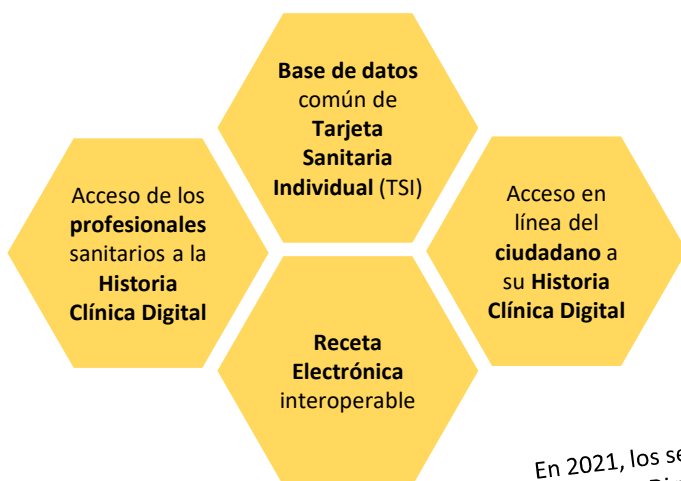 Base de datos
común de
Tarjeta
Sanitaria
Individual (TSI)
Acceso de los
profesionales
sanitarios a la
Historia
Clínica Digital
Acceso en
línea del
ciudadano a
su Historia
Clínica Digital
Receta
Electrónica
interoperable
En 2021, los